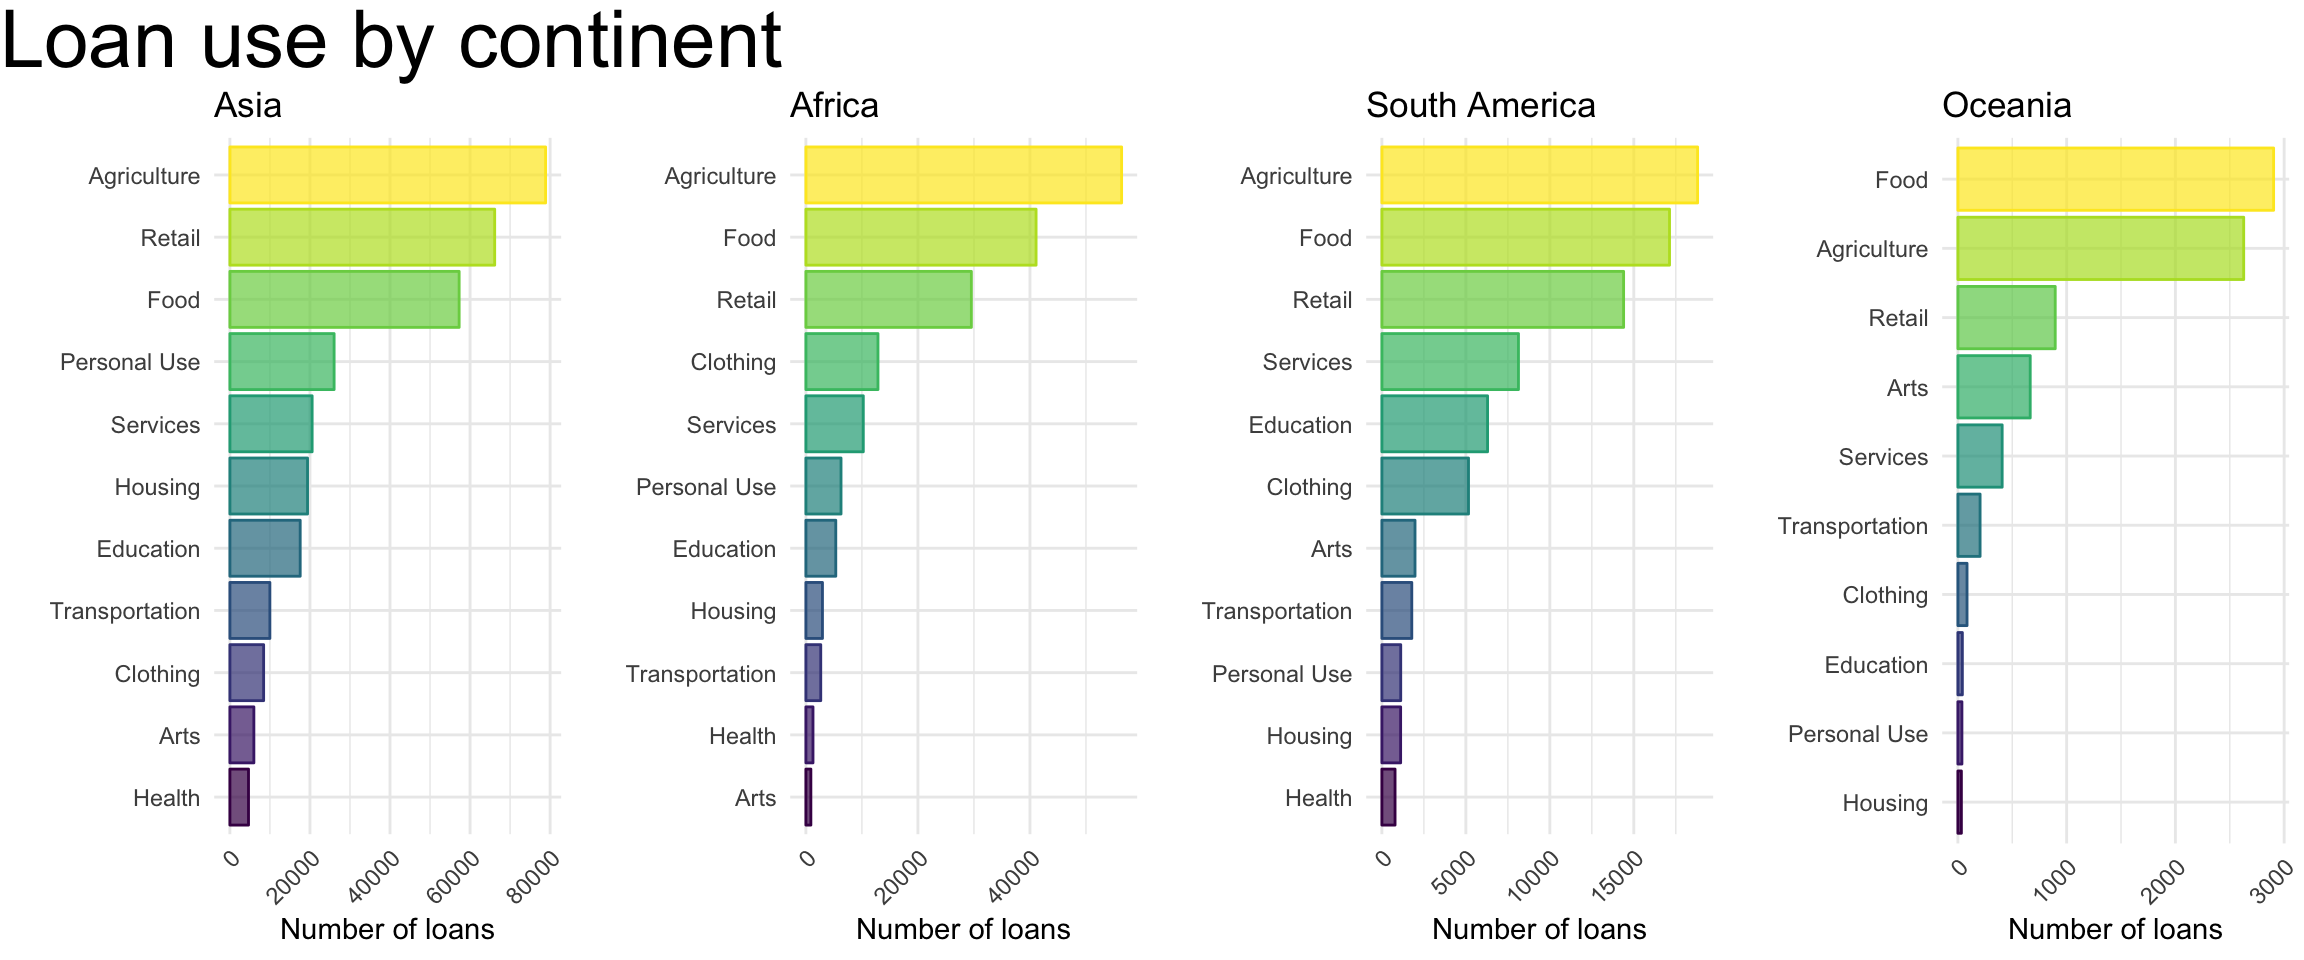 Loan use by continent
Asia
Agriculture
Retail
Food
Personal Use
Services
Housing
Education
Transportation
Clothing
Arts
Health
0
20000
40000
60000
80000
Number of loans
Africa
Agriculture
Food
Retail
Clothing
Services
Personal Use
Education
Housing
Transportation
Health
Arts
0
20000
40000
Number of loans
South America
Agriculture
Food
Retail
Services
Education
Clothing
Arts
Transportation
Personal Use
Housing
Health
0
5000
10000
15000
Number of loans
Oceania
Food
Agriculture
Retail
Arts
Services
Transportation
Clothing
Education
Personal Use
Housing
0
1000
2000
3000
Number of loans